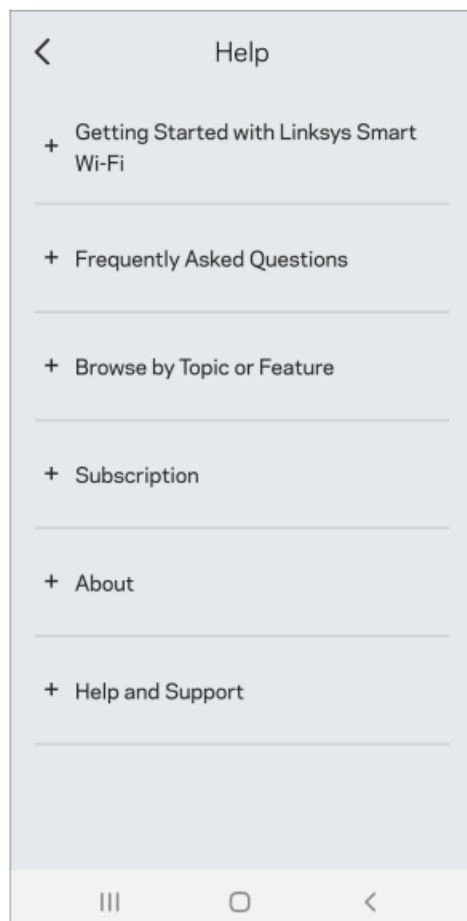 Help
+ Getting Started with Linksys Smart
Wi-Fi
+ Frequently Asked Questions
+ Browse by Topic or Feature
+ Subscription
+ About
+ Help and Support